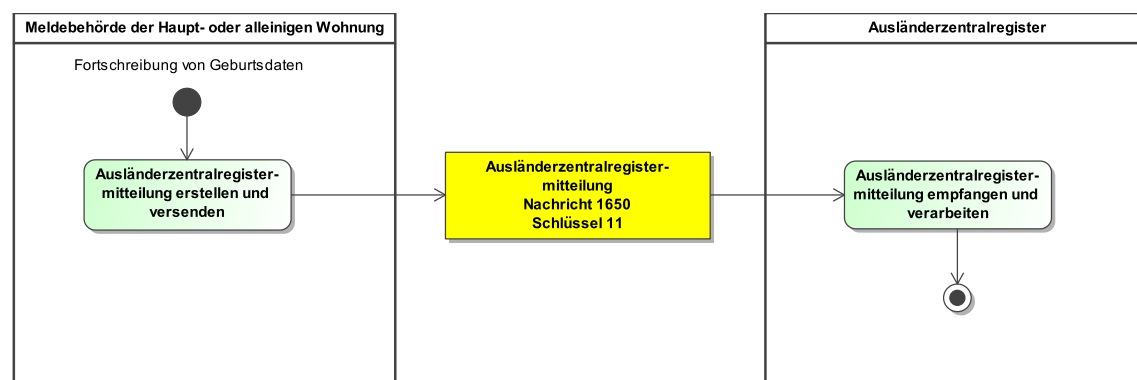 Meldebehörde der Haupt- oder alleinigen Wohnung
Ausländerzentralregister
Fortschreibung von Geburtsdaten
Ausländerzentralregister-
mitteilung erstellen und
versenden
Ausländerzentralregister-
mitteilung
Nachricht 1650
Schlüssel 11
Ausländerzentralregister-
mitteilung empfangen und
verarbeiten